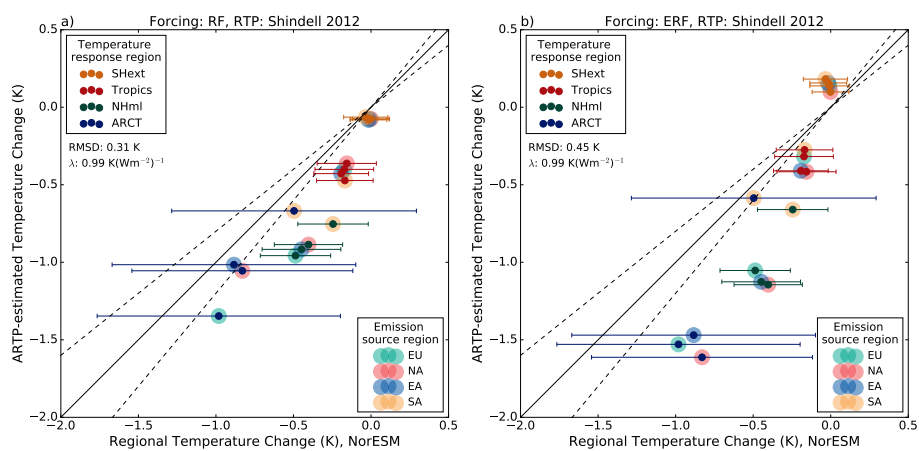 a) Forcing: RF, RTP: Shindell 2012
ARTP-estimated Temperature Change (K)
0.5
0.0
−0.5
−1.0
−1.5
−2.0
Temperature
response region
SHext
Tropics
NHml
ARCT
RMSD: 0.31 K
λ: 0.99 K(Wm⁻²)⁻¹
Emission
source region
EU
NA
EA
SA
−2.0 −1.5 −1.0 −0.5 0.0 0.5
Regional Temperature Change (K), NorESM
b) Forcing: ERF, RTP: Shindell 2012
ARTP-estimated Temperature Change (K)
0.5
0.0
−0.5
−1.0
−1.5
−2.0
Temperature
response region
SHext
Tropics
NHml
ARCT
RMSD: 0.45 K
λ: 0.99 K(Wm⁻²)⁻¹
Emission
source region
EU
NA
EA
SA
−2.0 −1.5 −1.0 −0.5 0.0 0.5
Regional Temperature Change (K), NorESM